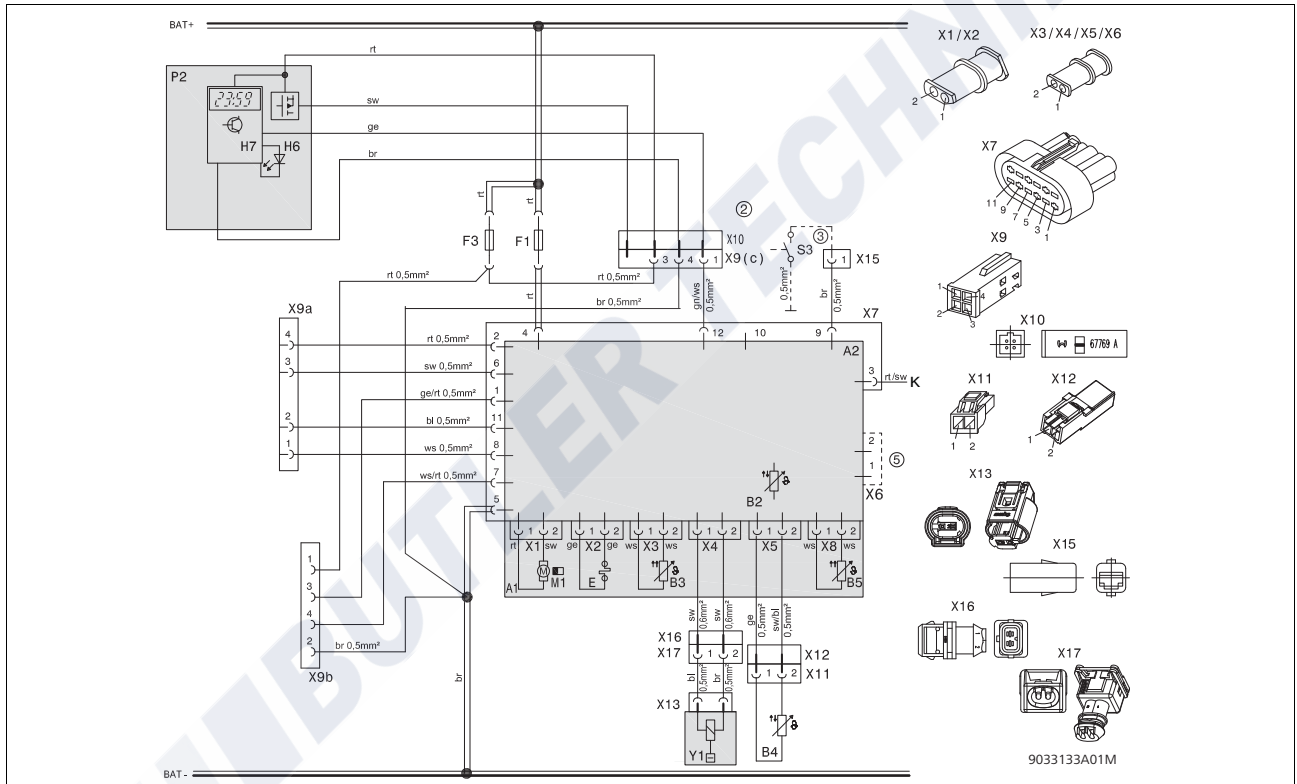 BAT+
rt
P2
23:59
sw
ge
H7 H6
br
rt
rt
F3 F1
X10
X9(c)
3 4 1
②
③
S3
1 X15
rt 0,5mm²
rt 0,5mm²
br 0,5mm²
rt
gn/ws 0,5mm²
0,5mm²
br 0,5mm²
X7
X9a
4
3
2
1
4 12 10 9
A2
2 rt 0,5mm²
6 sw 0,5mm²
1 ge/rt 0,5mm²
11 bl 0,5mm²
8 ws 0,5mm²
7 ws/rt 0,5mm²
5
3 rt/sw K
2
1
⑤
X6
B2
1 2 1 2 1 2 1 2 1 2 1 2
rt X1 sw ge X2 ge ws X3 ws X4 X5 ws X8 ws
A1 M M1 E B3 B5
1
3
4
2 br 0,5mm²
X9b
br
sw 0,6mm²
sw 0,6mm²
ge 0,5mm²
sw/bl 0,5mm²
X16
X17 1 2
X12
1 2 X11
bl 0,5mm²
br 0,5mm²
X13
Y1
B4
BAT-
X1/X2
2 1
X3/X4/X5/X6
2 1
X7
11 9 7 5 3 1
X9
1 4
2 3
X10
67769 A
X11
1 2
X12
1 2
X13
X15
X16
X17
9033133A01M
BUTLER TECHNI